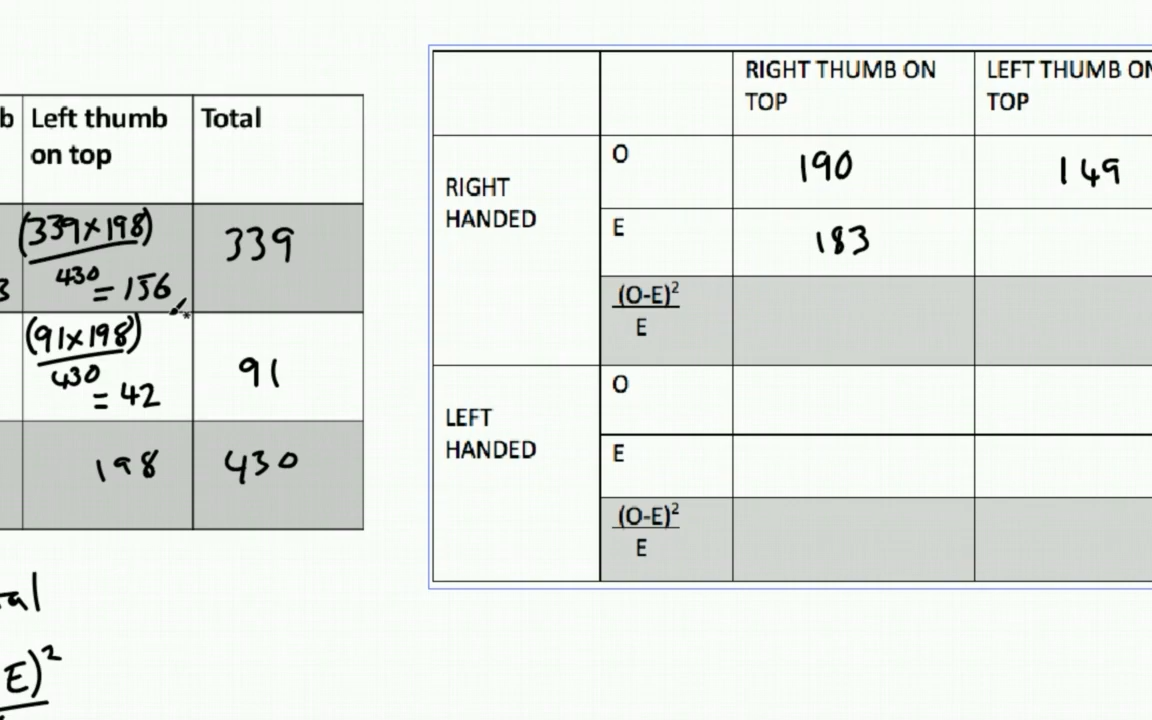 b Left thumb on top Total
(339×198)
430 = 156
339
3
(91×198)
430 = 42
91
198 430
tal
E)²
RIGHT THUMB ON TOP
LEFT THUMB ON TOP
RIGHT HANDED
O 190 149
E 183
(O-E)²
E
LEFT HANDED
O
E
(O-E)²
E